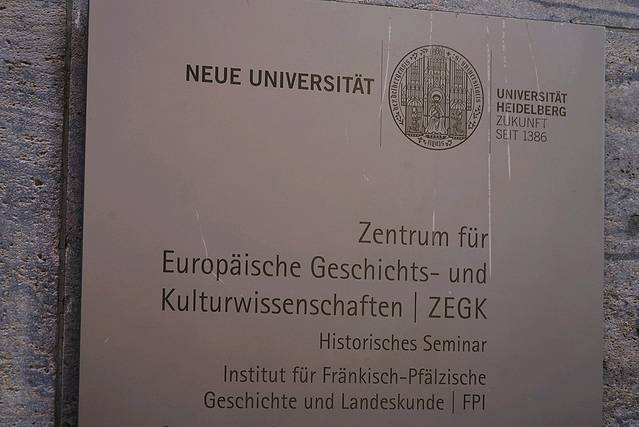 NEUE UNIVERSITÄT
UNIVERSITÄT
HEIDELBERG
ZUKUNFT
SEIT 1386
Zentrum für
Europäische Geschichts- und
Kulturwissenschaften | ZEGK
Historisches Seminar
Institut für Fränkisch-Pfälzische
Geschichte und Landeskunde | FPI